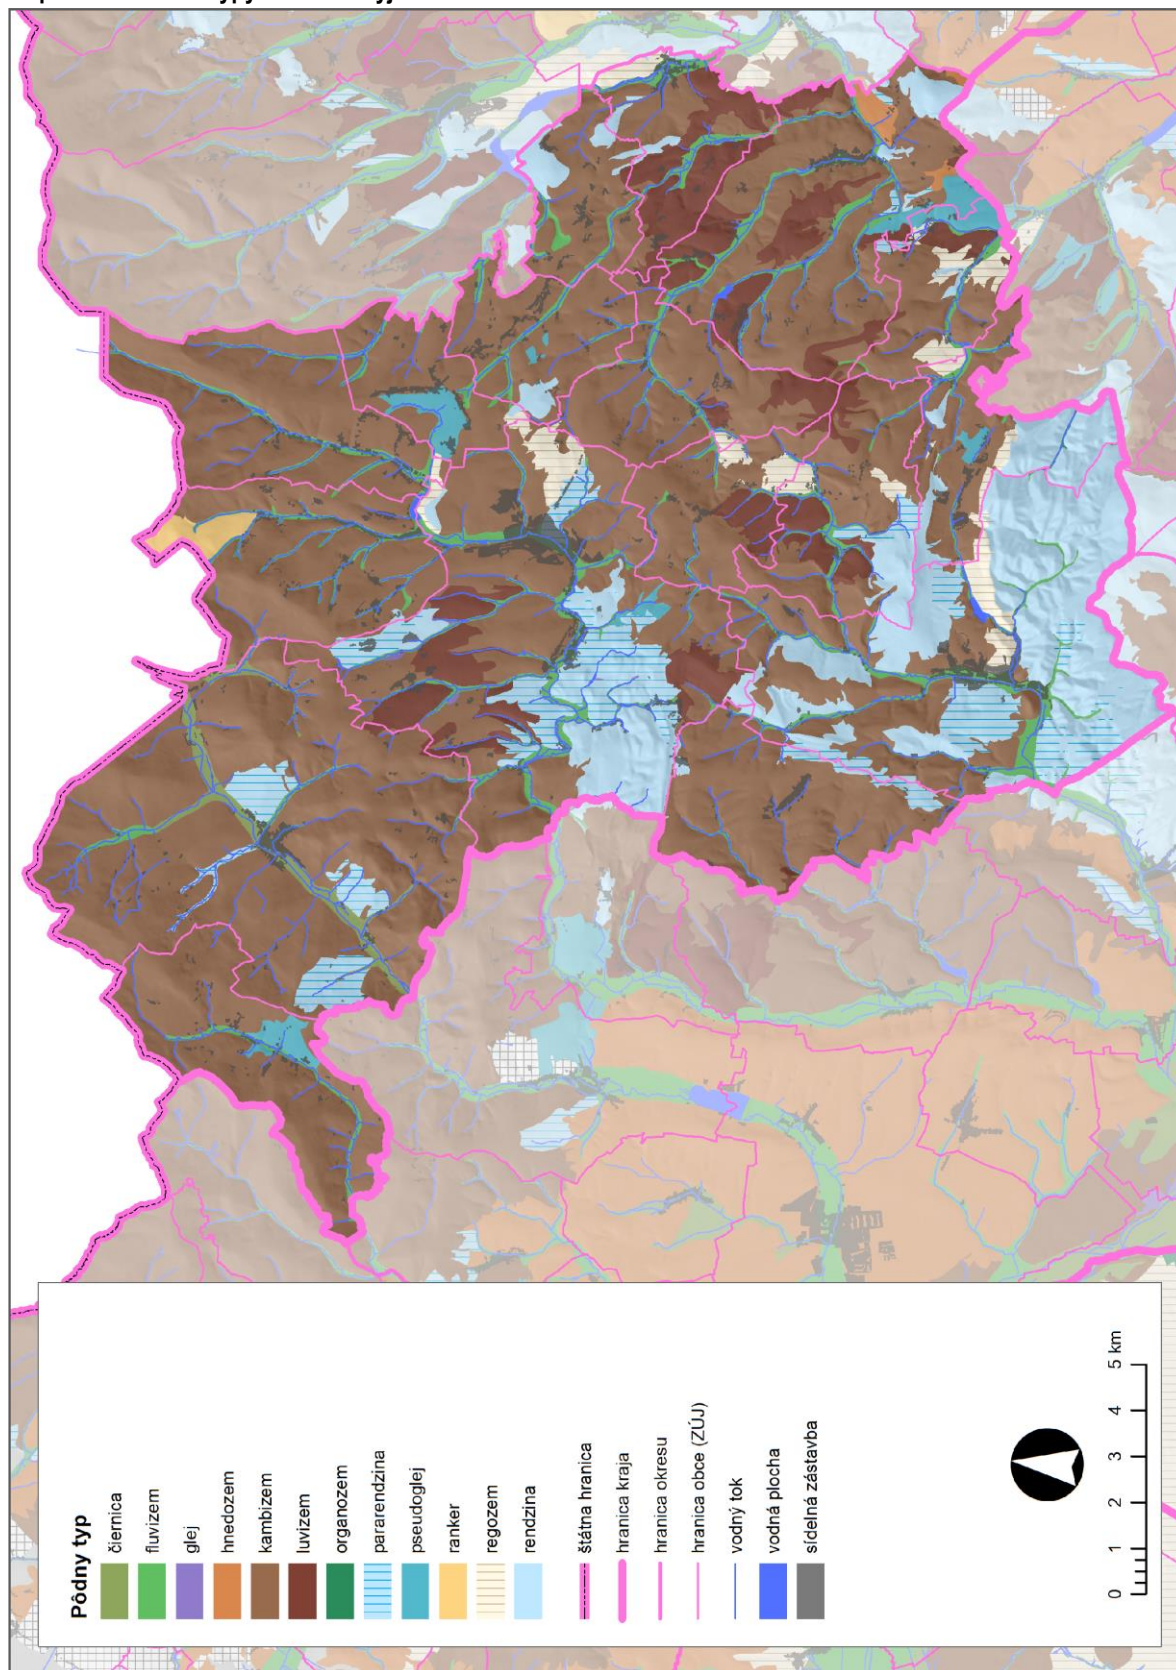 Pôdny typ
čiernica
fluvizem
glej
hnedozem
kambizem
luvizem
organozem
pararendzina
pseudoglej
ranker
regozem
rendzina
štátna hranica
hranica kraja
hranica okresu
hranica obce (ZÚJ)
vodný tok
vodná plocha
sídelná zástavba
0 1 2 3 4 5 km